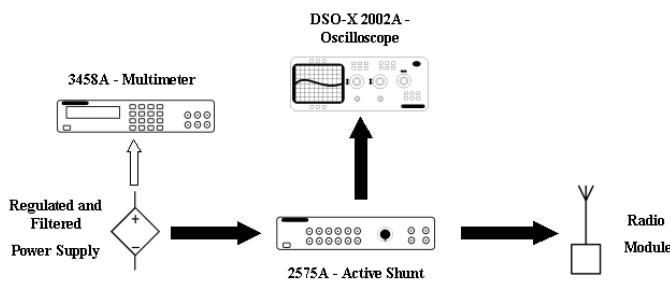 DSO-X 2002A -
Oscilloscope
3458A - Multimeter
Regulated and
Filtered
Power Supply
+
−
2575A - Active Shunt
Radio
Module